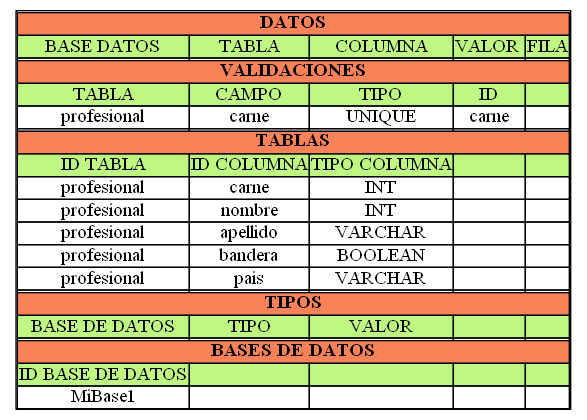 DATOS
BASE DATOS TABLA COLUMNA VALOR FILA
VALIDACIONES
TABLA CAMPO TIPO ID
profesional carne UNIQUE carne
TABLAS
ID TABLA ID COLUMNA TIPO COLUMNA
profesional carne INT
profesional nombre INT
profesional apellido VARCHAR
profesional bandera BOOLEAN
profesional pais VARCHAR
TIPOS
BASE DE DATOS TIPO VALOR
BASES DE DATOS
ID BASE DE DATOS
MiBase1